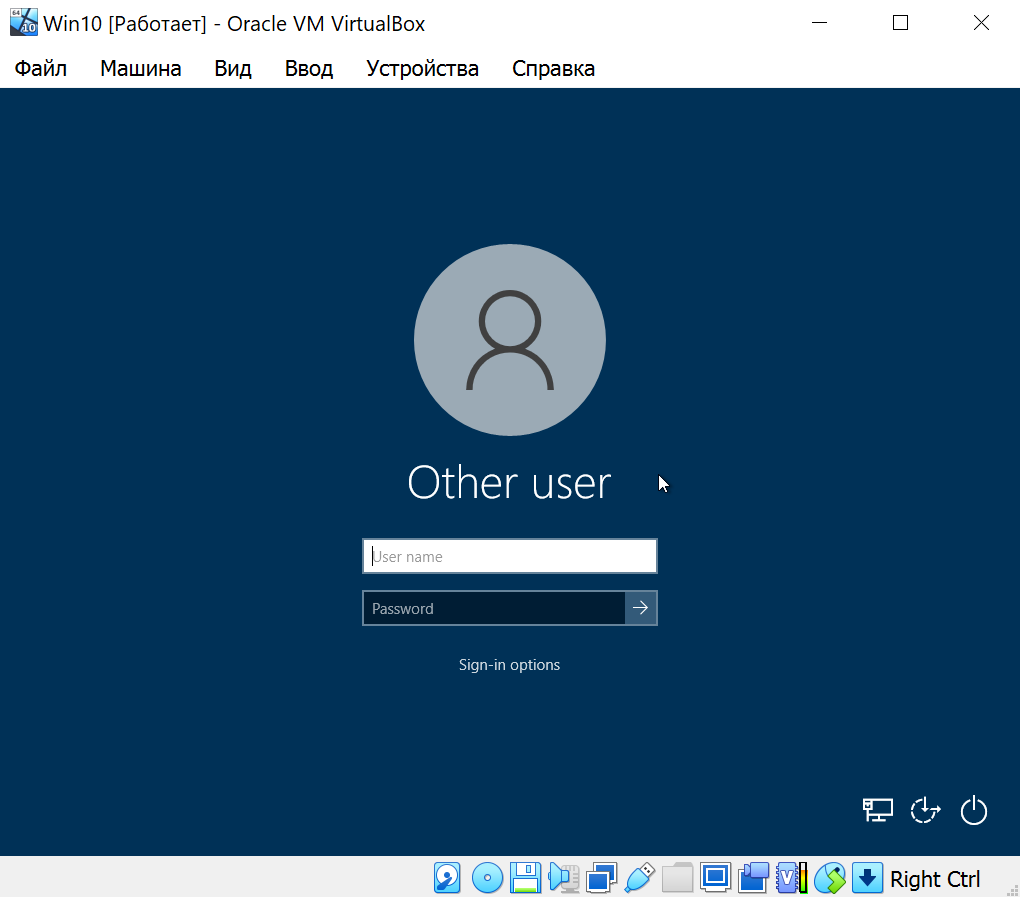 Win10 [Работает] - Oracle VM VirtualBox
Файл Машина Вид Ввод Устройства Справка
Other user
User name
Password
Sign-in options
Right Ctrl